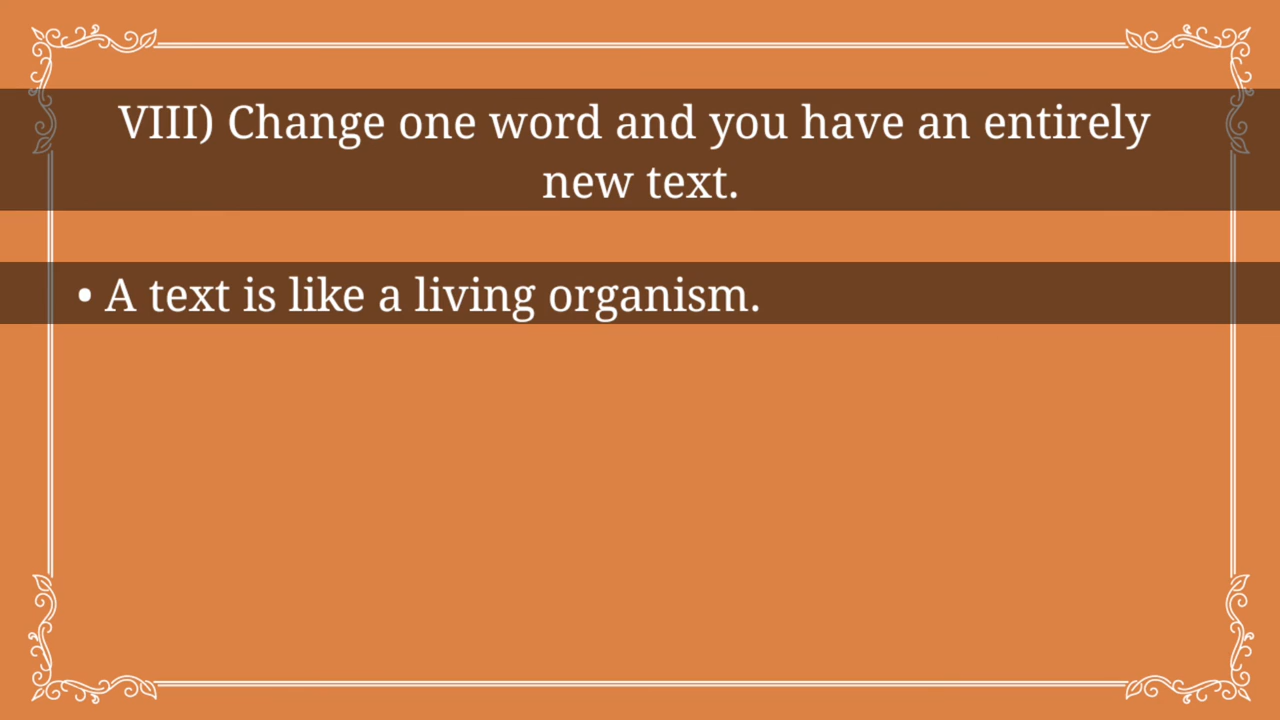 VIII) Change one word and you have an entirely
new text.
• A text is like a living organism.